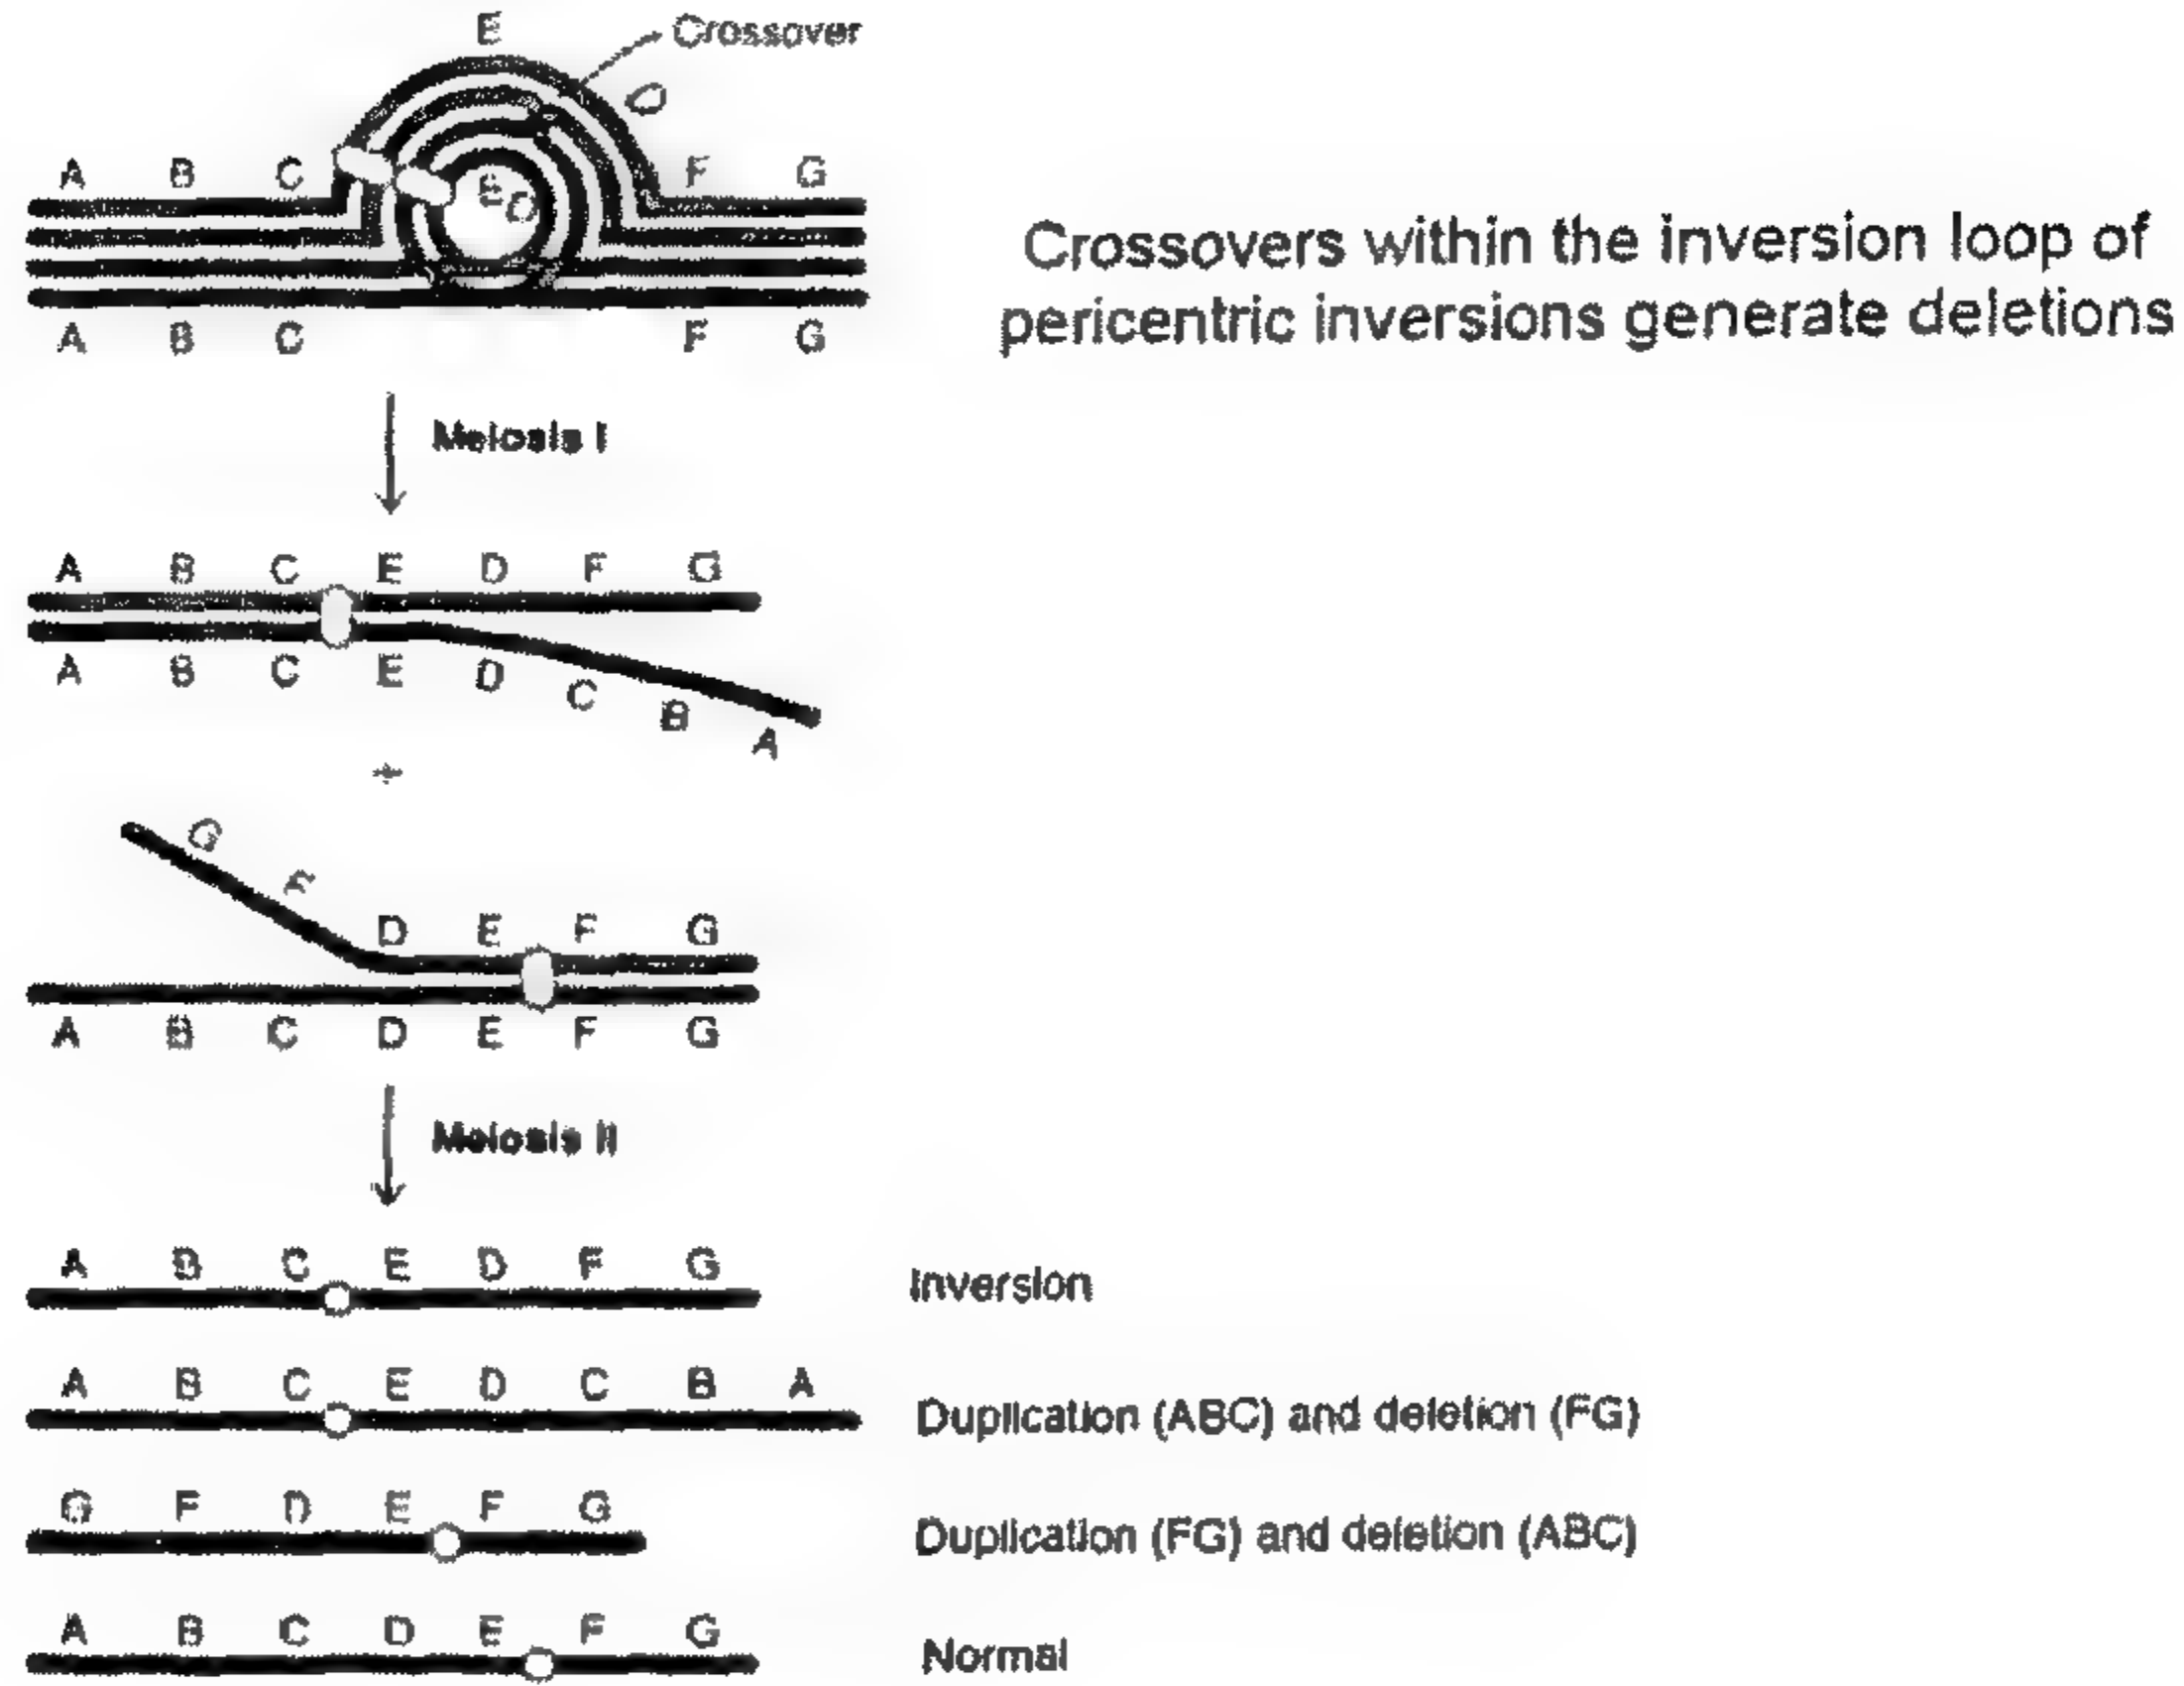 E
Crossover
D
A B C F G
E D
Crossovers within the inversion loop of
pericentric inversions generate deletions
A B C F G
Meiosis I
A B C E D F G
A B C E D C B A
+
G F D E F G
A B C D E F G
Meiosis II
A B C E D F G
Inversion
A B C E D C B A
Duplication (ABC) and deletion (FG)
G F D E F G
Duplication (FG) and deletion (ABC)
A B C D E F G
Normal